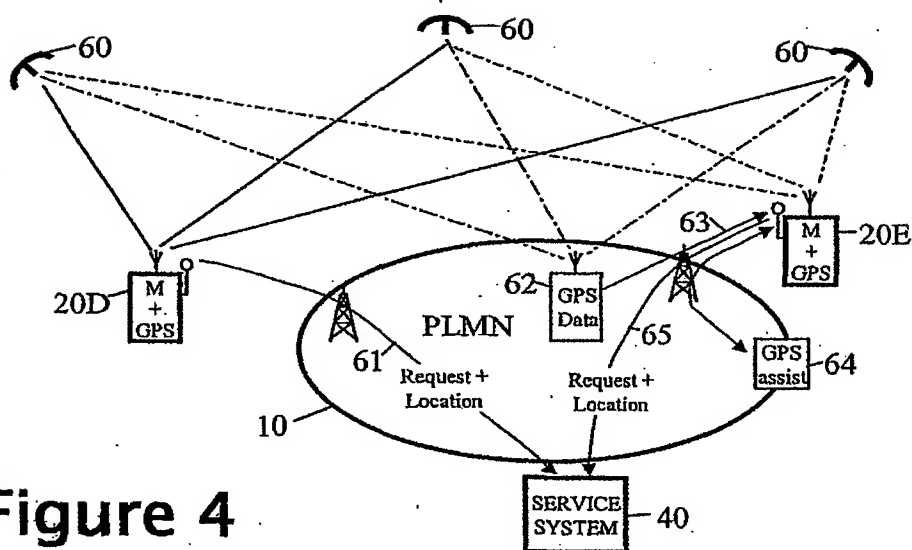 60
60
60
63
M
+
GPS
20E
20D
M
+
GPS
62
GPS
Data
PLMN
65
GPS
assist
64
61
Request +
Location
Request +
Location
10
SERVICE
SYSTEM
40
Figure 4